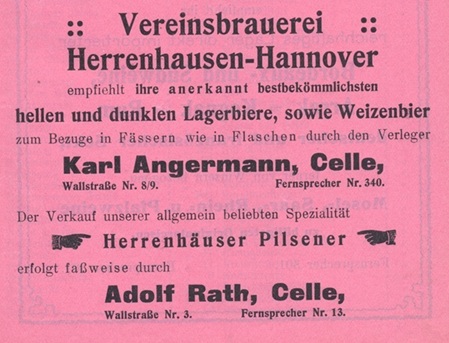 :: Vereinsbrauerei ::
Herrenhausen-Hannover
empfiehlt ihre anerkannt bestbekömmlichsten
hellen und dunklen Lagerbiere, sowie Weizenbier
zum Bezuge in Fässern wie in Flaschen durch den Verleger
Karl Angermann, Celle,
Wallstraße Nr. 8/9. Fernsprecher Nr. 340.
Der Verkauf unserer allgemein beliebten Spezialität
Herrenhäuser Pilsener
erfolgt faßweise durch
Adolf Rath, Celle,
Wallstraße Nr. 3. Fernsprecher Nr. 13.